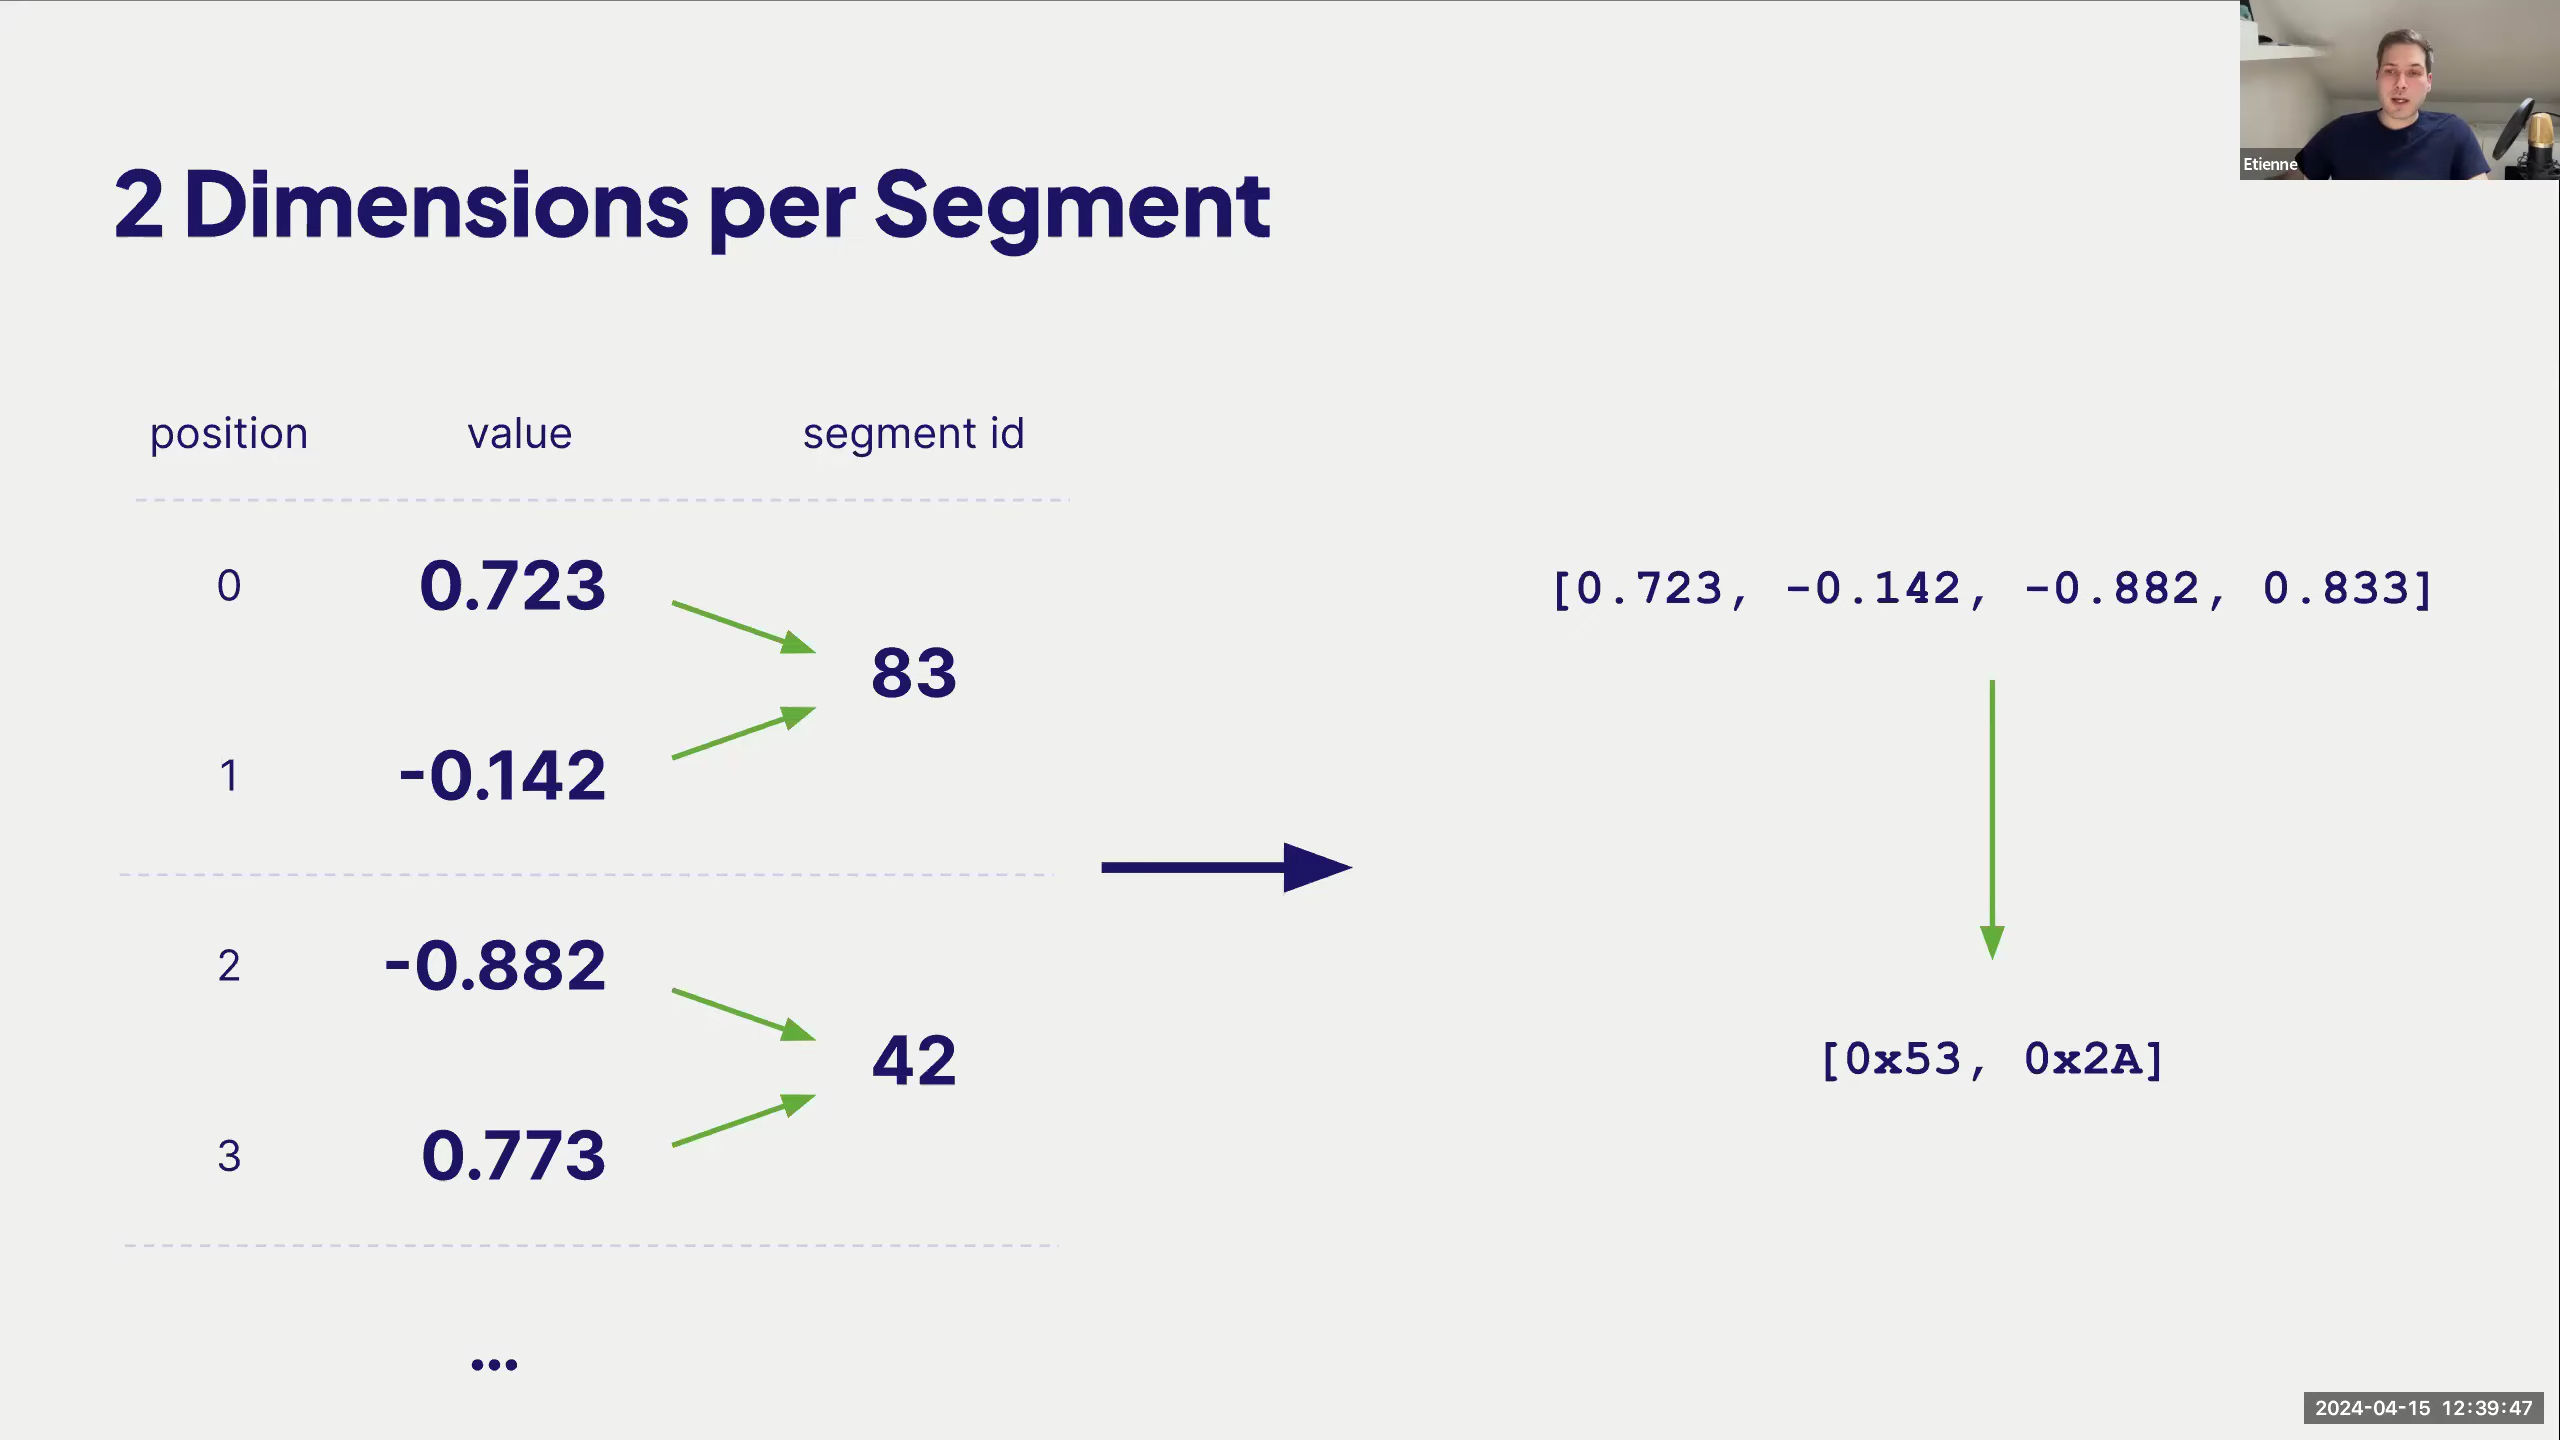 Etienne
2 Dimensions per Segment
position value segment id
0 0.723
83
1 -0.142
2 -0.882
42
3 0.773
...
[0.723, -0.142, -0.882, 0.833]
[0x53, 0x2A]
2024-04-15 12:39:47